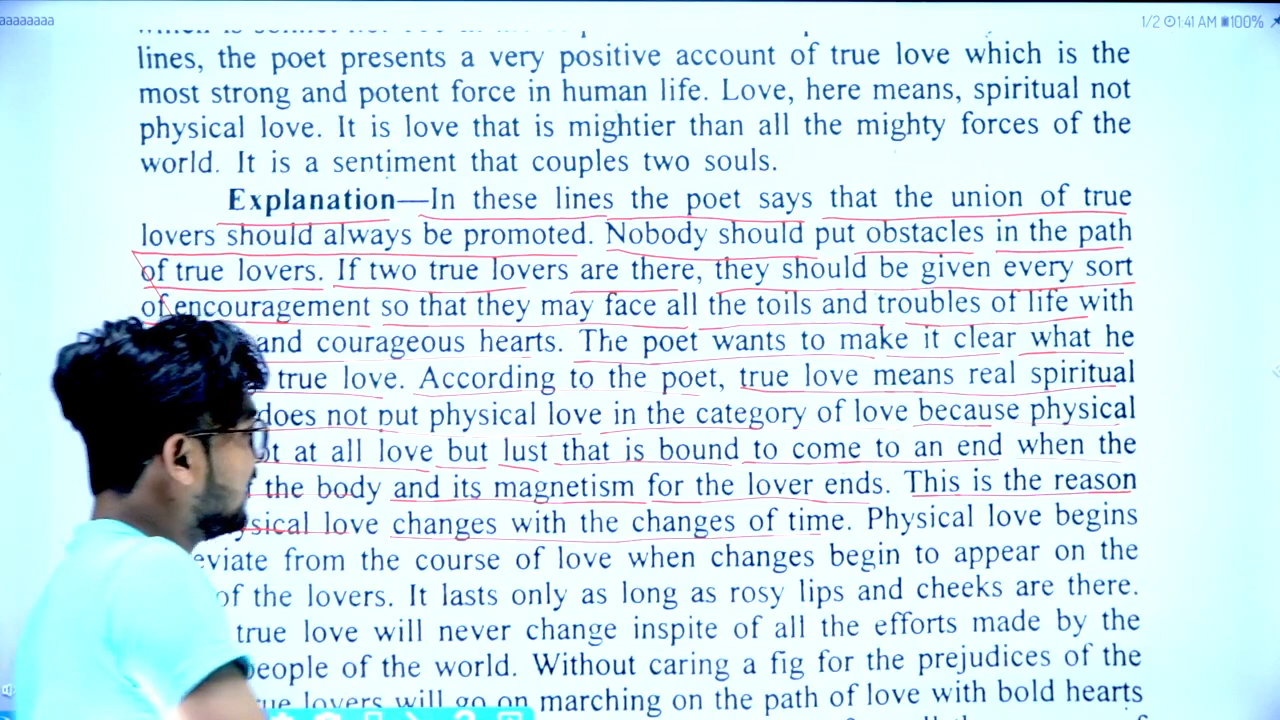 aaaaaaaaa
1/2 1:41 AM 100%
lines, the poet presents a very positive account of true love which is the
most strong and potent force in human life. Love, here means, spiritual not
physical love. It is love that is mightier than all the mighty forces of the
world. It is a sentiment that couples two souls.
Explanation—In these lines the poet says that the union of true
lovers should always be promoted. Nobody should put obstacles in the path
of true lovers. If two true lovers are there, they should be given every sort
of encouragement so that they may face all the toils and troubles of life with
and courageous hearts. The poet wants to make it clear what he
true love. According to the poet, true love means real spiritual
does not put physical love in the category of love because physical
at all love but lust that is bound to come to an end when the
the body and its magnetism for the lover ends. This is the reason
love changes with the changes of time. Physical love begins
from the course of love when changes begin to appear on the
of the lovers. It lasts only as long as rosy lips and cheeks are there.
true love will never change inspite of all the efforts made by the
people of the world. Without caring a fig for the prejudices of the
lovers will go on marching on the path of love with bold hearts